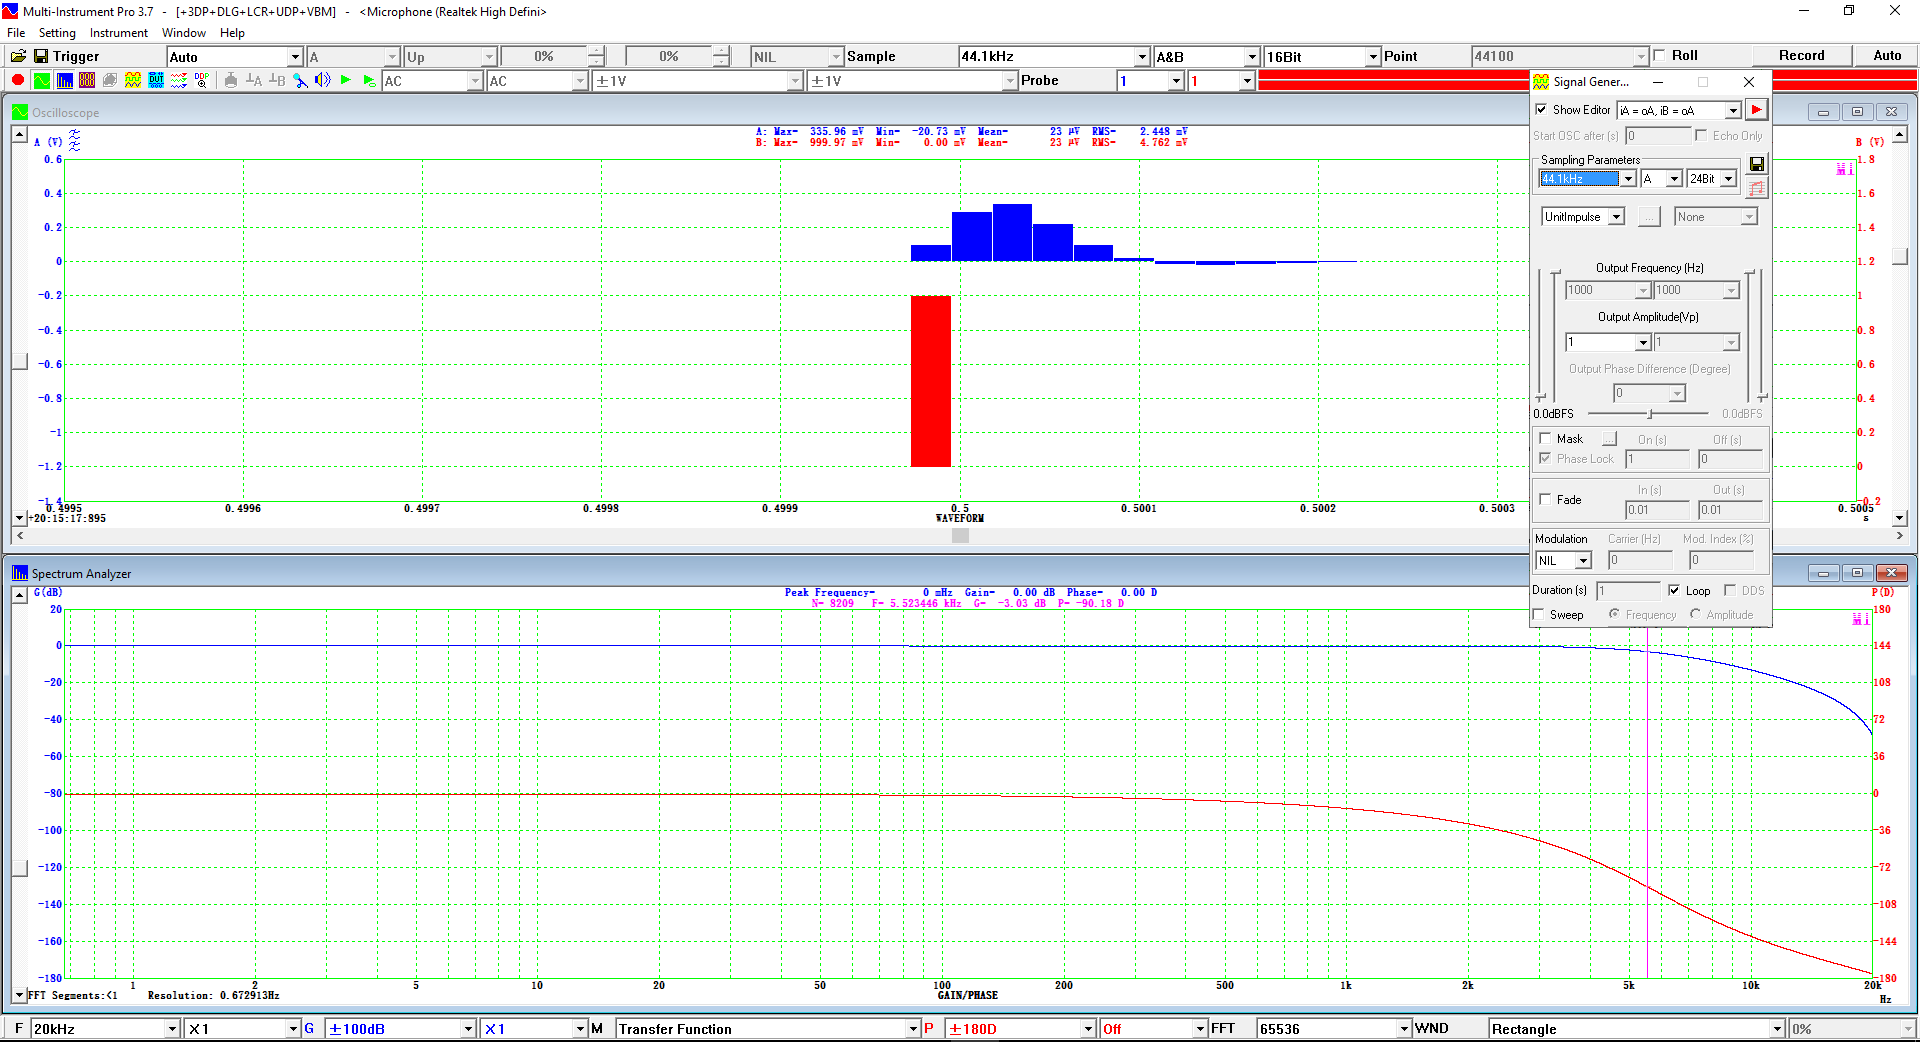 Multi-Instrument Pro 3.7 - [+3DP+DLG+LCR+UDP+VBM] - <Microphone (Realtek High Defini>
File Setting Instrument Window Help
Trigger Auto A Up 0% 0% NIL Sample 44.1kHz A&B 16Bit Point 44100 Roll Record Auto
AC AC ±1V ±1V Probe 1 1
Oscilloscope
A (V)
A: Max= 335.96 mV Min= -20.73 mV Mean= 23 µV RMS= 2.448 mV
B: Max= 999.97 mV Min= 0.00 mV Mean= 23 µV RMS= 4.762 mV
B (V)
0.6
0.4
0.2
0
-0.2
-0.4
-0.6
-0.8
-1
-1.2
-1.4
1.8
1.6
1.4
1.2
1
0.8
0.6
0.4
0.2
0
-0.2
0.4995 0.4996 0.4997 0.4998 0.4999 0.5 0.5001 0.5002 0.5003 0.5005
+20:15:17:895
WAVEFORM
s
Signal Gener...
Show Editor iA = oA, iB = oA
Start OSC after (s) 0 Echo Only
Sampling Parameters
44.1kHz A 24Bit
UnitImpulse ... None
Output Frequency (Hz)
1000 1000
Output Amplitude(Vp)
1 1
Output Phase Difference (Degree)
0
0.0dBFS 0.0dBFS
Mask ... On (s) Off (s)
Phase Lock 1 0
Fade In (s) Out (s)
0.01 0.01
Modulation Carrier (Hz) Mod. Index (%)
NIL 0 0
Duration (s) 1 Loop DDS
Sweep Frequency Amplitude
Spectrum Analyzer
G(dB)
Peak Frequency= 0 mHz Gain= 0.00 dB Phase= 0.00 D
N= 8209 F= 5.523446 kHz G= -3.03 dB P= -90.18 D
P(D)
20
0
-20
-40
-60
-80
-100
-120
-140
-160
-180
180
144
108
72
36
0
-36
-72
-108
-144
-180
1 2 5 10 20 50 100 200 500 1k 2k 5k 10k 20k
FFT Segments:<1 Resolution: 0.672913Hz
GAIN/PHASE
Hz
F 20kHz X1 G ±100dB X1 M Transfer Function P ±180D Off FFT 65536 WND Rectangle 0%